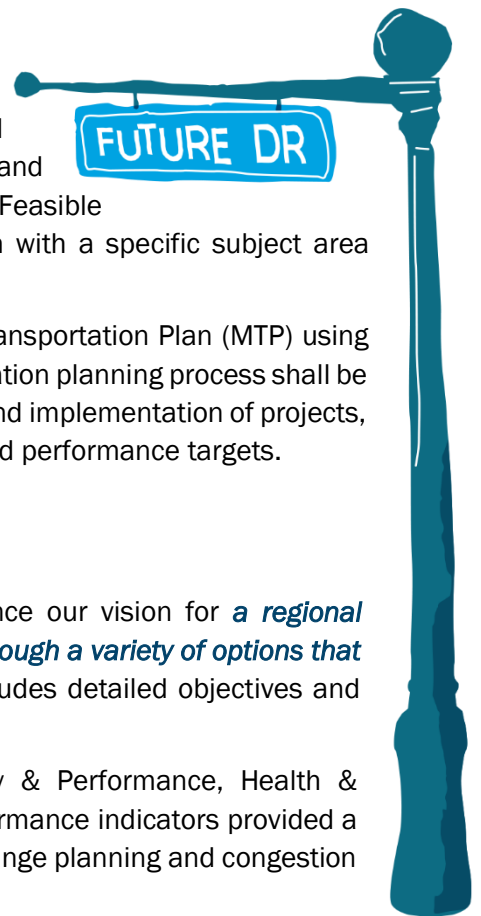 FUTURE DR
and
Feasible
with a specific subject area
ansportation Plan (MTP) using
ation planning process shall be
nd implementation of projects,
d performance targets.
nce our vision for a regional
ough a variety of options that
udes detailed objectives and
y & Performance, Health &
rmance indicators provided a
nge planning and congestion